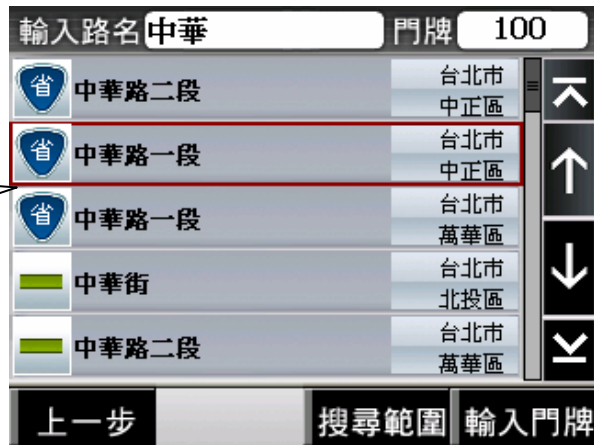 輸入路名 中華 門牌 100
省 中華路二段 台北市 中正區
省 中華路一段 台北市 中正區
省 中華路一段 台北市 萬華區
中華街 台北市 北投區
中華路二段 台北市 萬華區
上一步 搜尋範圍 輸入門牌